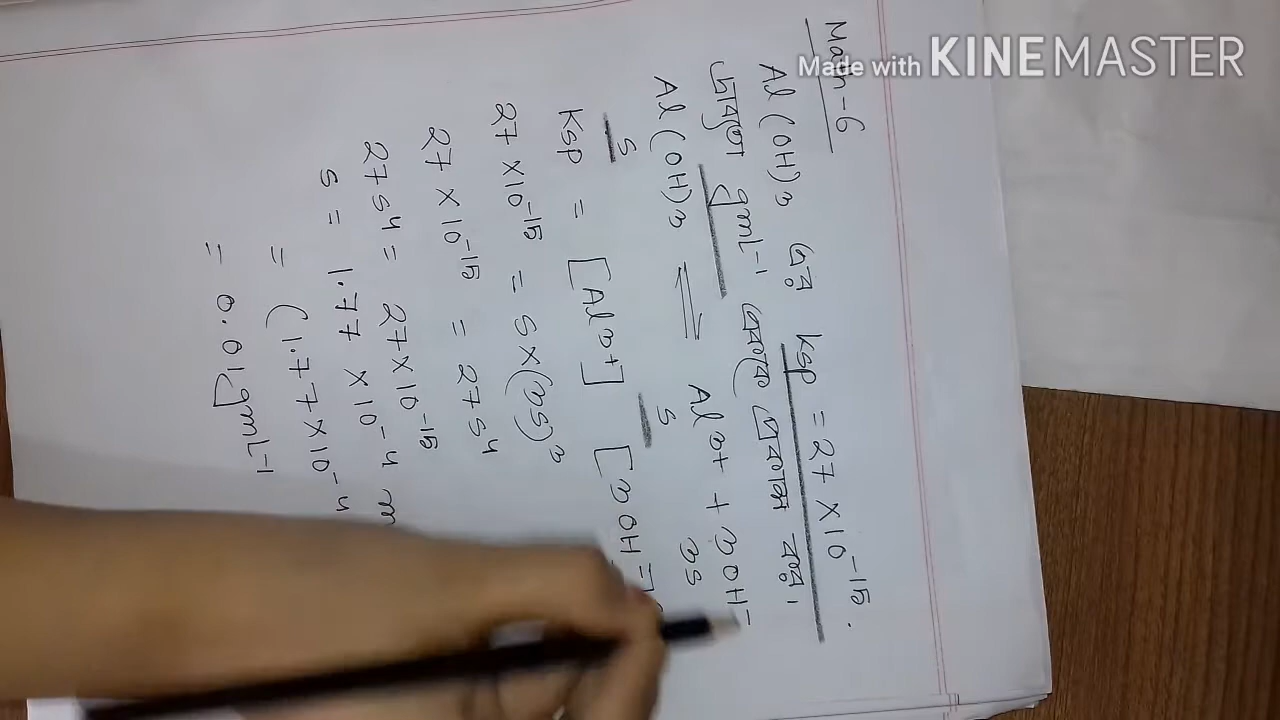 Made with KINEMASTER
Math-6
Al(OH)3 এর Ksp = 27 × 10-15.
দ্রাব্যতা gmL-1 এককে প্রকাশ কর।
Al(OH)3 ⇌ Al3+ + 3OH-
S S 3S
Ksp = [Al3+] [3OH-]
27×10-15 = S×(3S)3
27 × 10-15 = 27S4
27S4 = 27×10-15
S = 1.77 × 10-4 m
= (1.77×10-4
= 0.01gmL-1